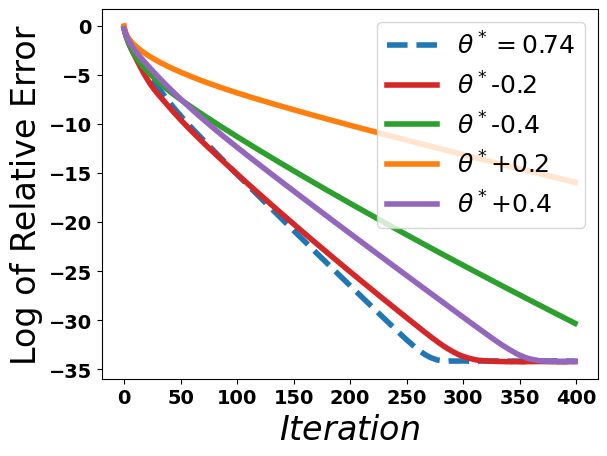 Log of Relative Error
0
−5
−10
−15
−20
−25
−30
−35
θ* = 0.74
θ*-0.2
θ*-0.4
θ*+0.2
θ*+0.4
0 50 100 150 200 250 300 350 400
Iteration